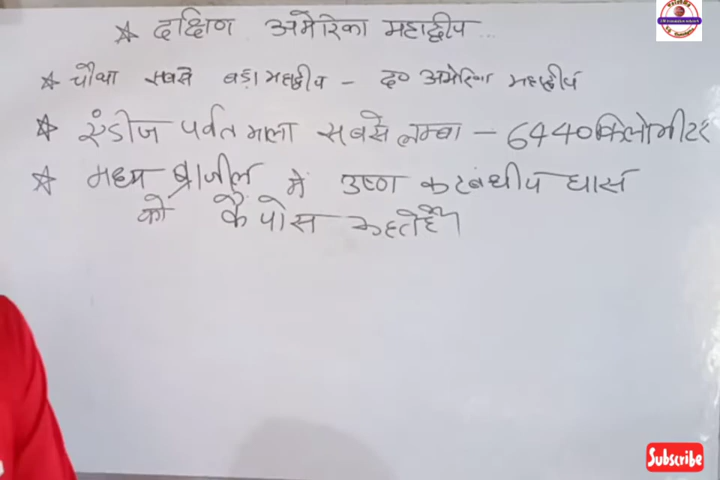 ☆ दक्षिण अमेरिका महाद्वीप...
☆ चौथा सबसे बड़ा महाद्वीप - द० अमेरिका महाद्वीप
☆ एंडीज पर्वत माला सबसे लम्बा - 6440 किलोमीटर
☆ मध्य ब्राजील में उष्ण कटबंधीय घास
को कैंपोस कहते हैं।
Subscribe